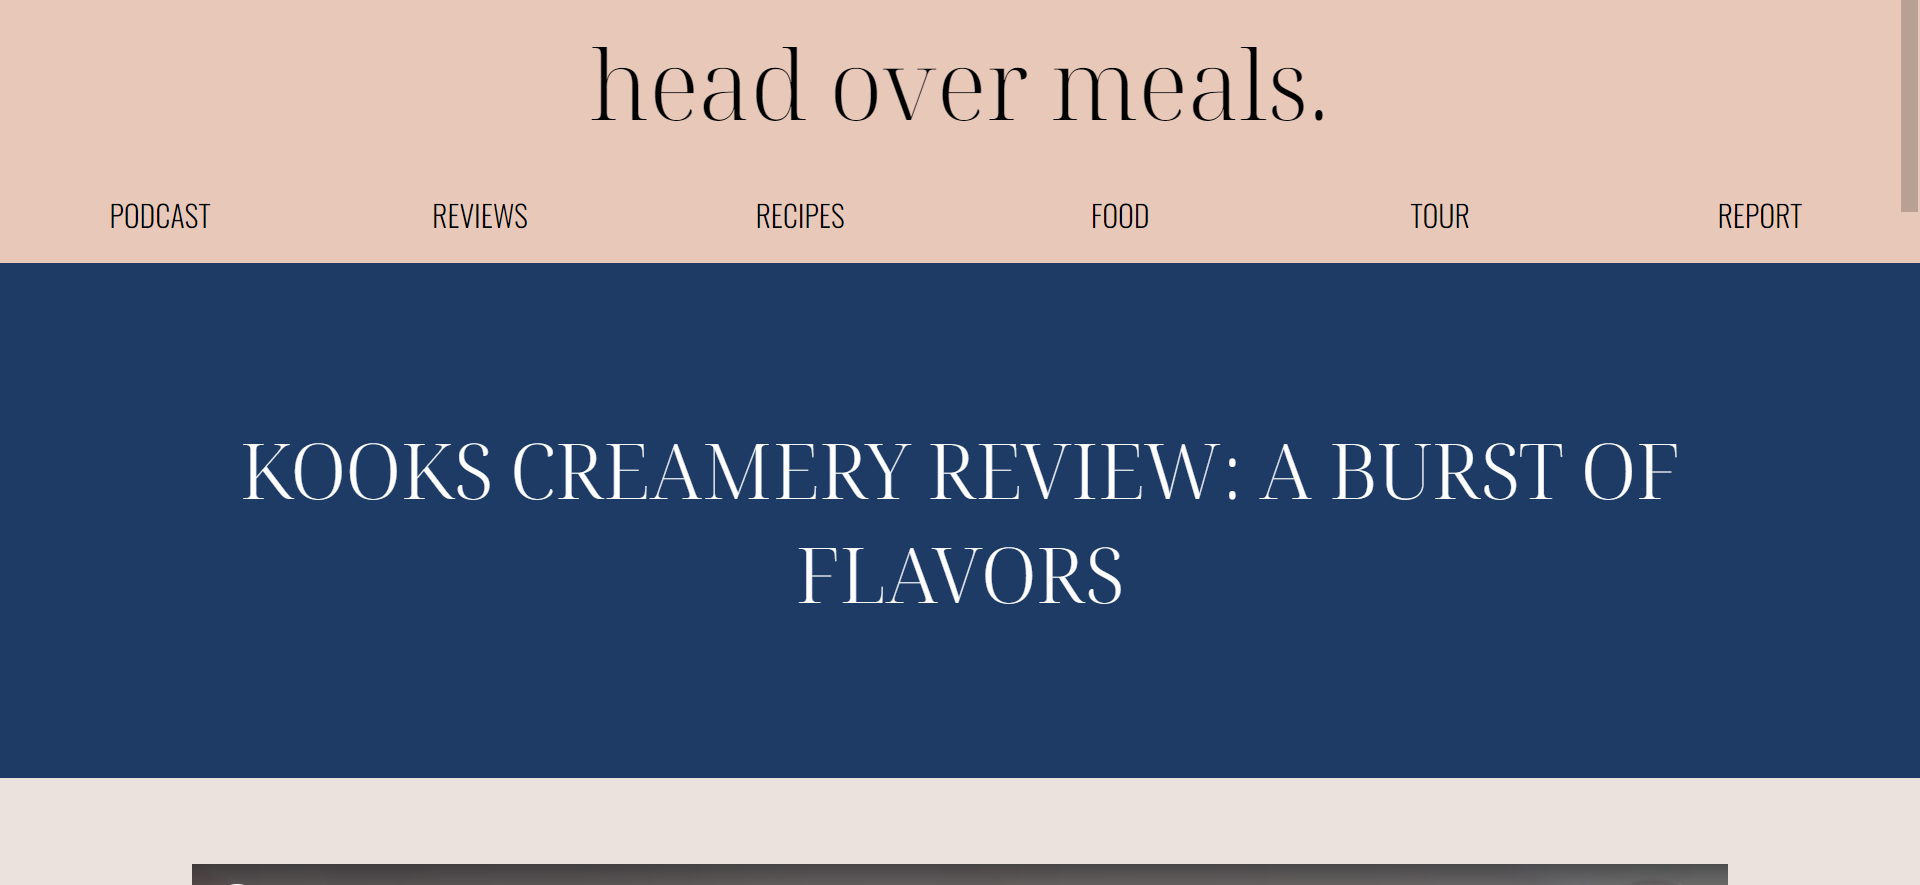 head over meals.
PODCAST REVIEWS RECIPES FOOD TOUR REPORT
KOOKS CREAMERY REVIEW: A BURST OF
FLAVORS